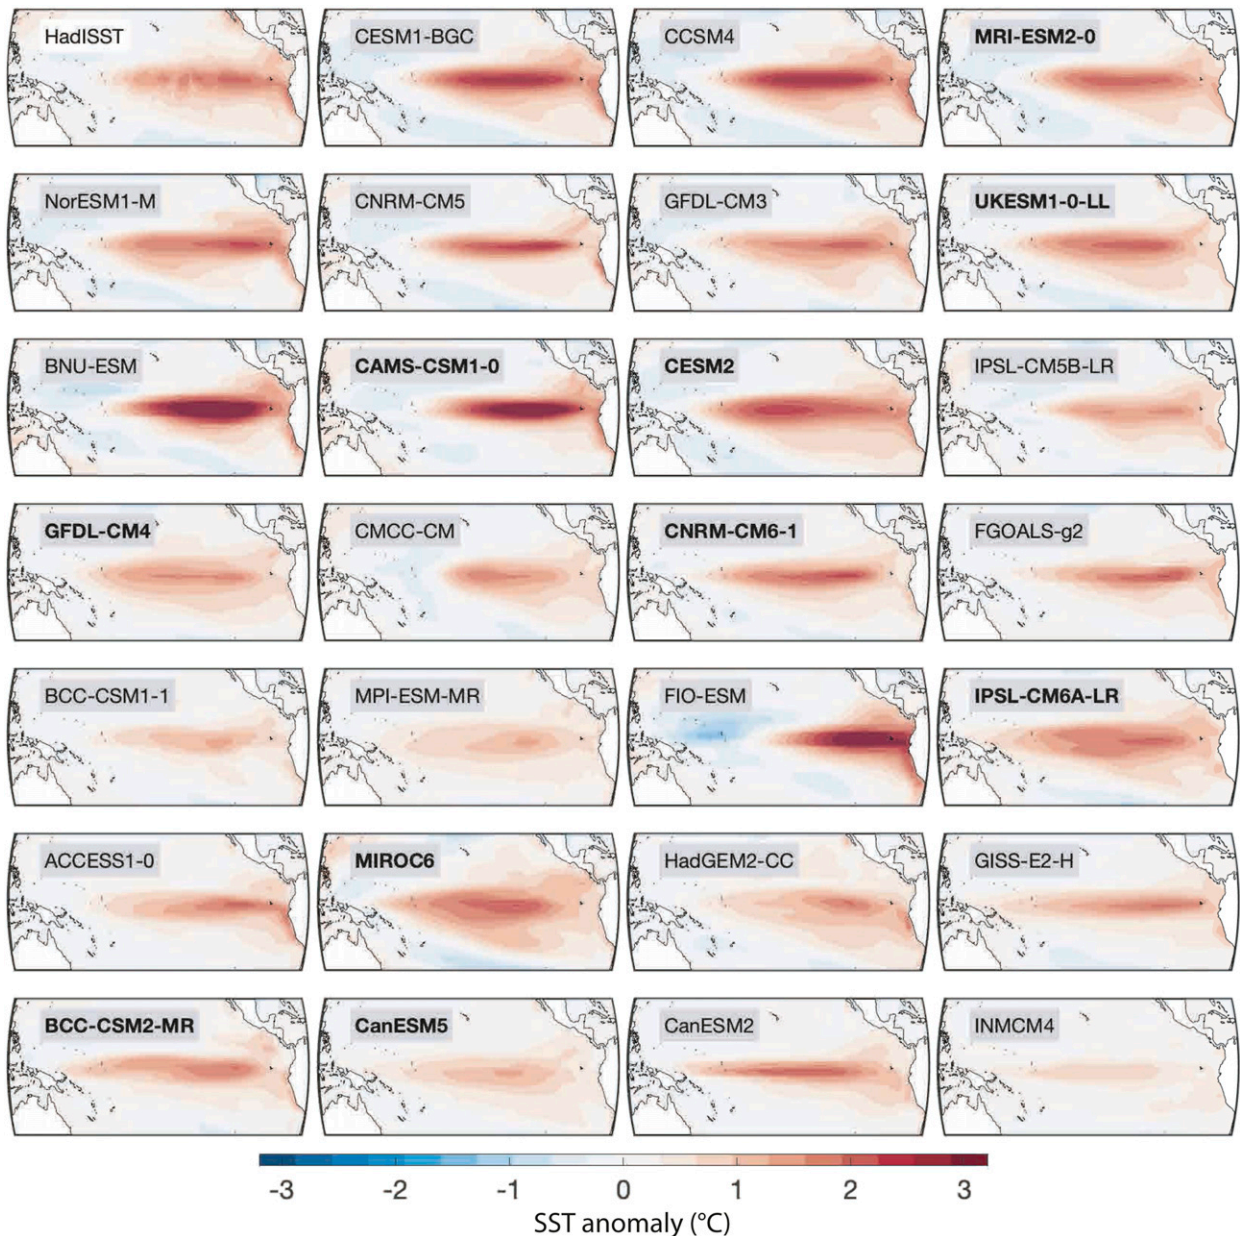 HadISST
CESM1-BGC
CCSM4
MRI-ESM2-0
NorESM1-M
CNRM-CM5
GFDL-CM3
UKESM1-0-LL
BNU-ESM
CAMS-CSM1-0
CESM2
IPSL-CM5B-LR
GFDL-CM4
CMCC-CM
CNRM-CM6-1
FGOALS-g2
BCC-CSM1-1
MPI-ESM-MR
FIO-ESM
IPSL-CM6A-LR
ACCESS1-0
MIROC6
HadGEM2-CC
GISS-E2-H
BCC-CSM2-MR
CanESM5
CanESM2
INMCM4
-3 -2 -1 0 1 2 3
SST anomaly (°C)